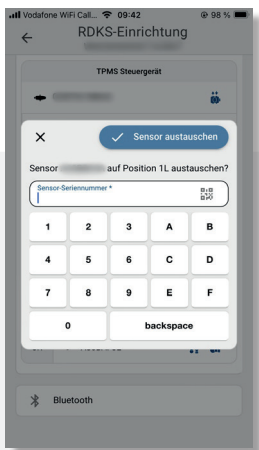 Vodafone WiFi Call... 09:42 98 %
RDKS-Einrichtung
TPMS Steuergerät
Sensor austauschen
Sensor auf Position 1L austauschen?
Sensor-Seriennummer *
1 2 3 A B
4 5 6 C D
7 8 9 E F
0 backspace
Bluetooth